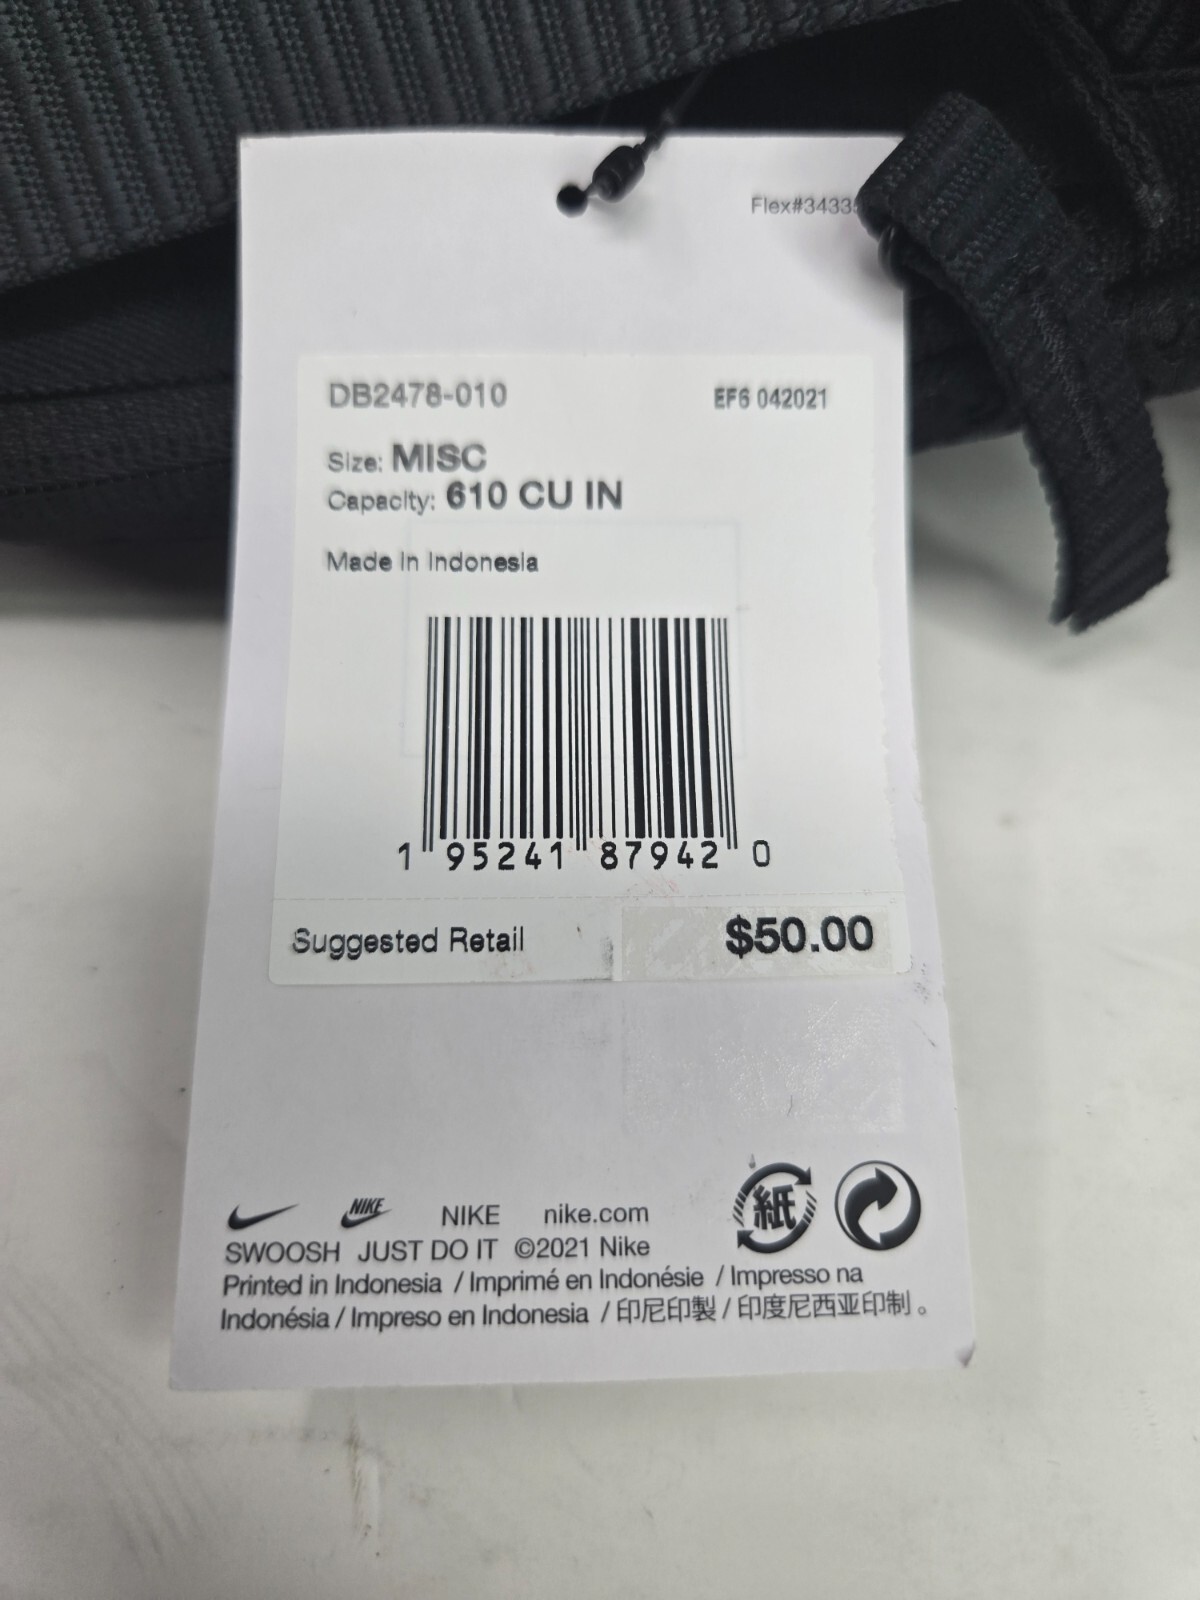 DB2478-010 EF6 042021
Size: MISC
Capacity: 610 CU IN
Made in Indonesia
1 95241 87942 0
Suggested Retail $50.00
NIKE NIKE nike.com
SWOOSH JUST DO IT ©2021 Nike
紙
Printed in Indonesia / Imprimé en Indonésie / Impresso na
Indonésia / Impreso en Indonesia / 印尼印製 / 印度尼西亚印制。